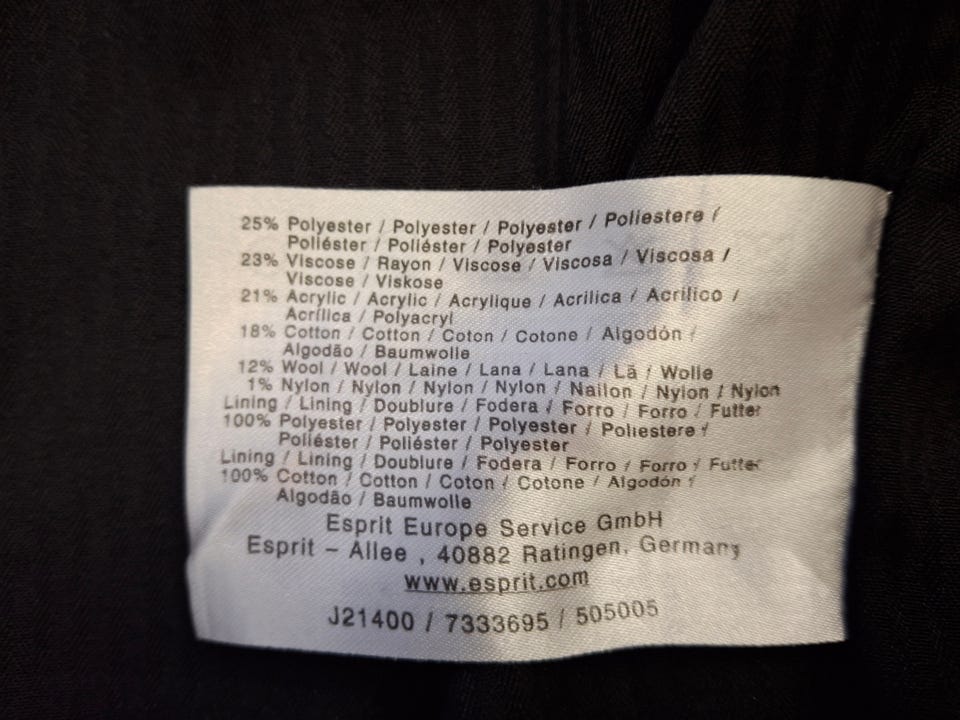 25% Polyester / Polyester / Polyester / Poliestere /
Poliéster / Poliéster / Polyester
23% Viscose / Rayon / Viscose / Viscosa / Viscosa /
Viscose / Viskose
21% Acrylic / Acrylic / Acrylique / Acrilica / Acrílico /
Acrílica / Polyacryl
18% Cotton / Cotton / Coton / Cotone / Algodón /
Algodão / Baumwolle
12% Wool / Wool / Laine / Lana / Lana / Lã / Wolle
1% Nylon / Nylon / Nylon / Nylon / Nailon / Nylon / Nylon
Lining / Lining / Doublure / Fodera / Forro / Forro / Futter
100% Polyester / Polyester / Polyester / Poliestere /
Poliéster / Poliéster / Polyester
Lining / Lining / Doublure / Fodera / Forro / Forro / Futter
100% Cotton / Cotton / Coton / Cotone / Algodón /
Algodão / Baumwolle
Esprit Europe Service GmbH
Esprit – Allee , 40882 Ratingen, Germany
www.esprit.com
J21400 / 7333695 / 505005